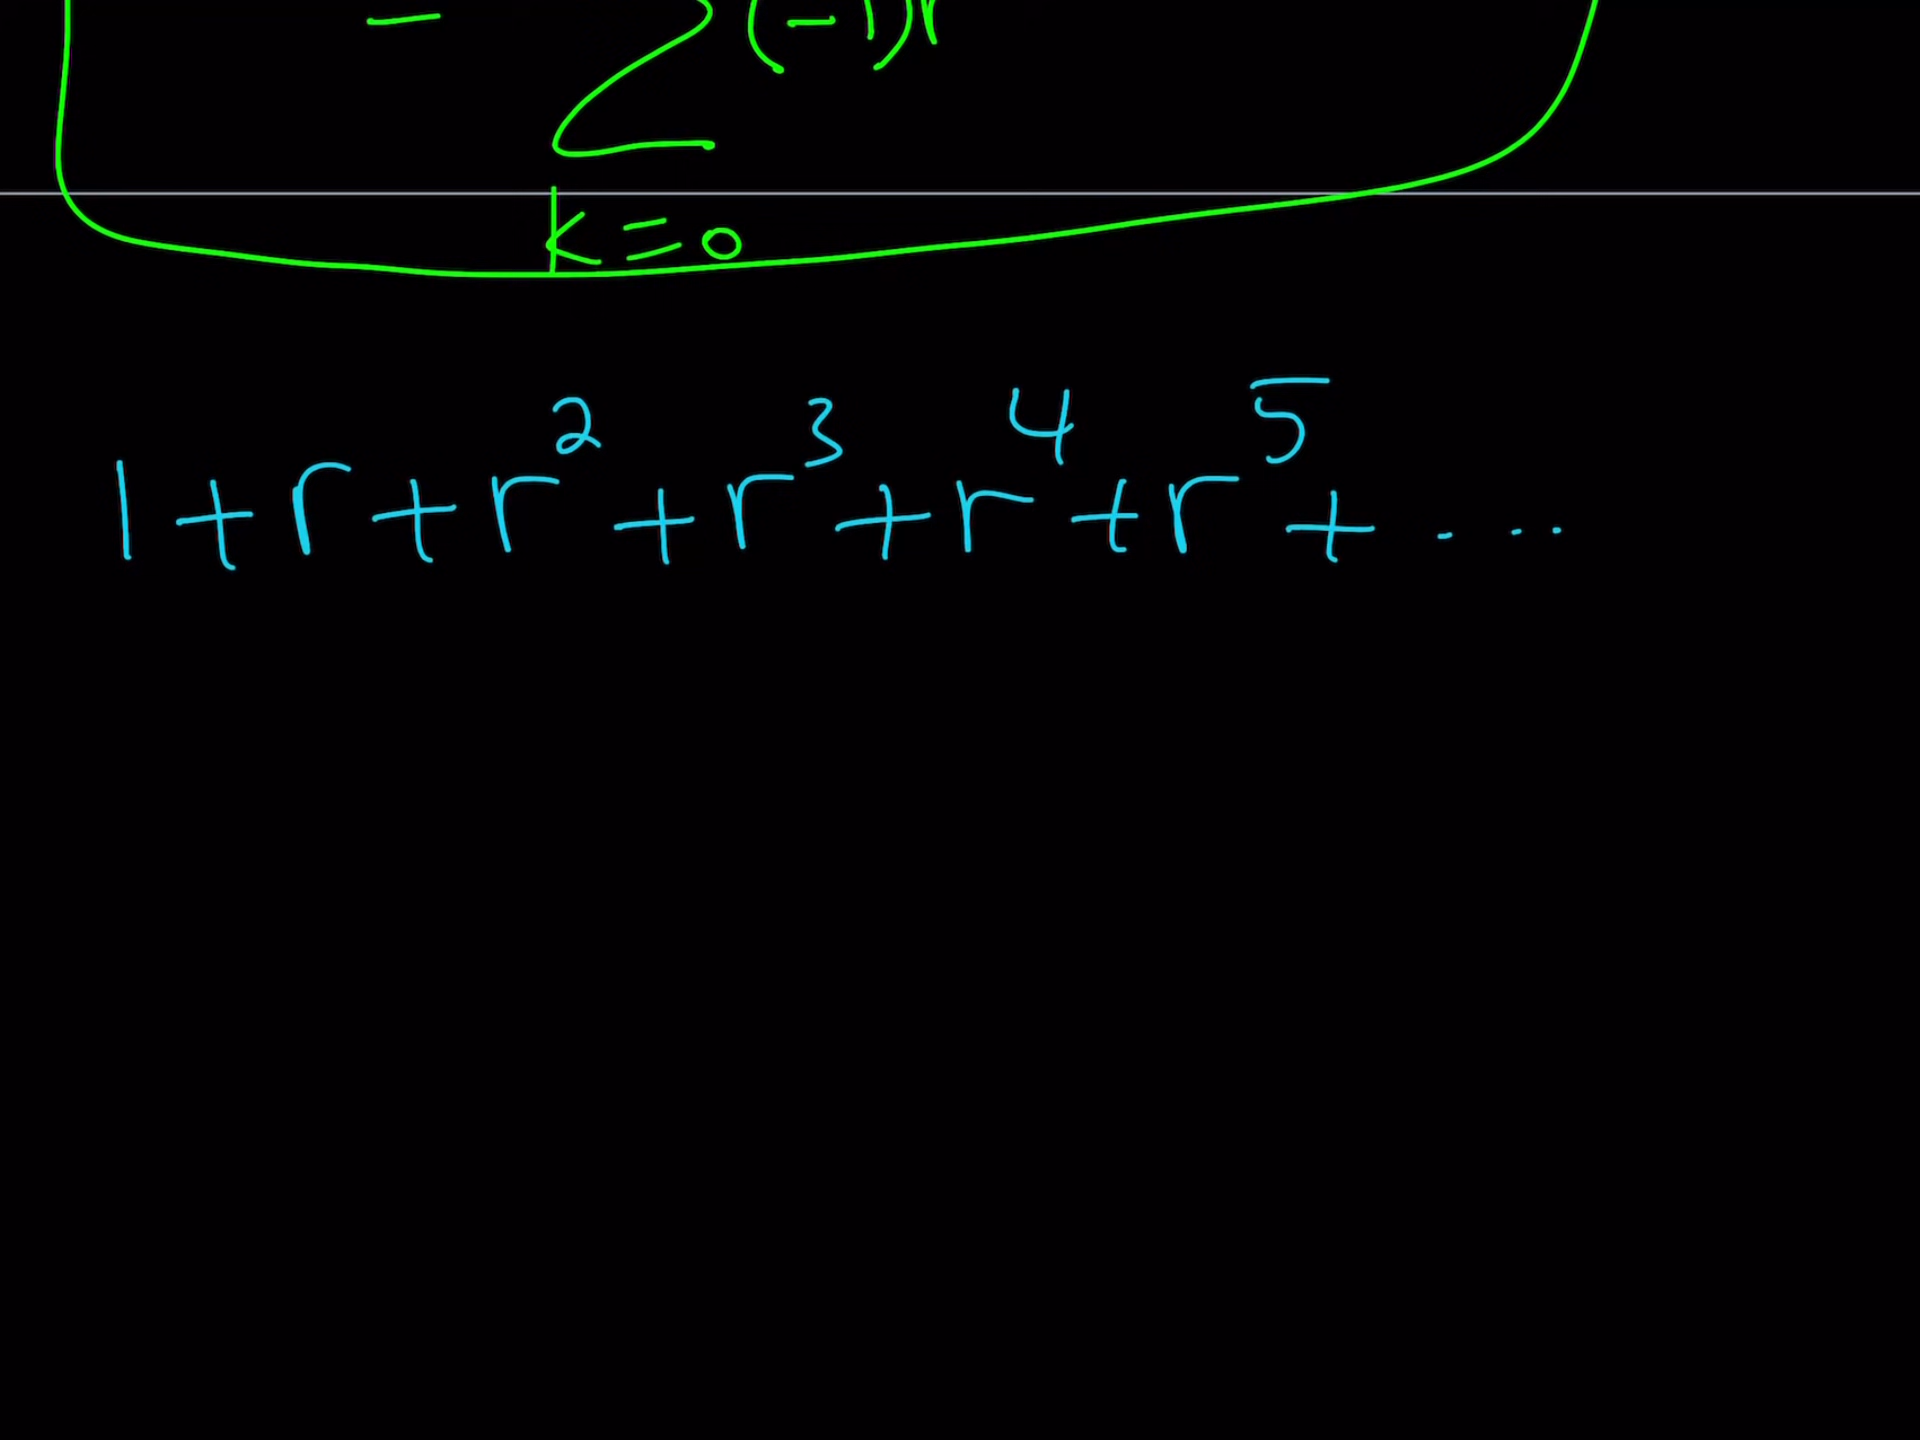 − Σ (−1) r
k = 0
1 + r + r² + r³ + r⁴ + r⁵ + ...